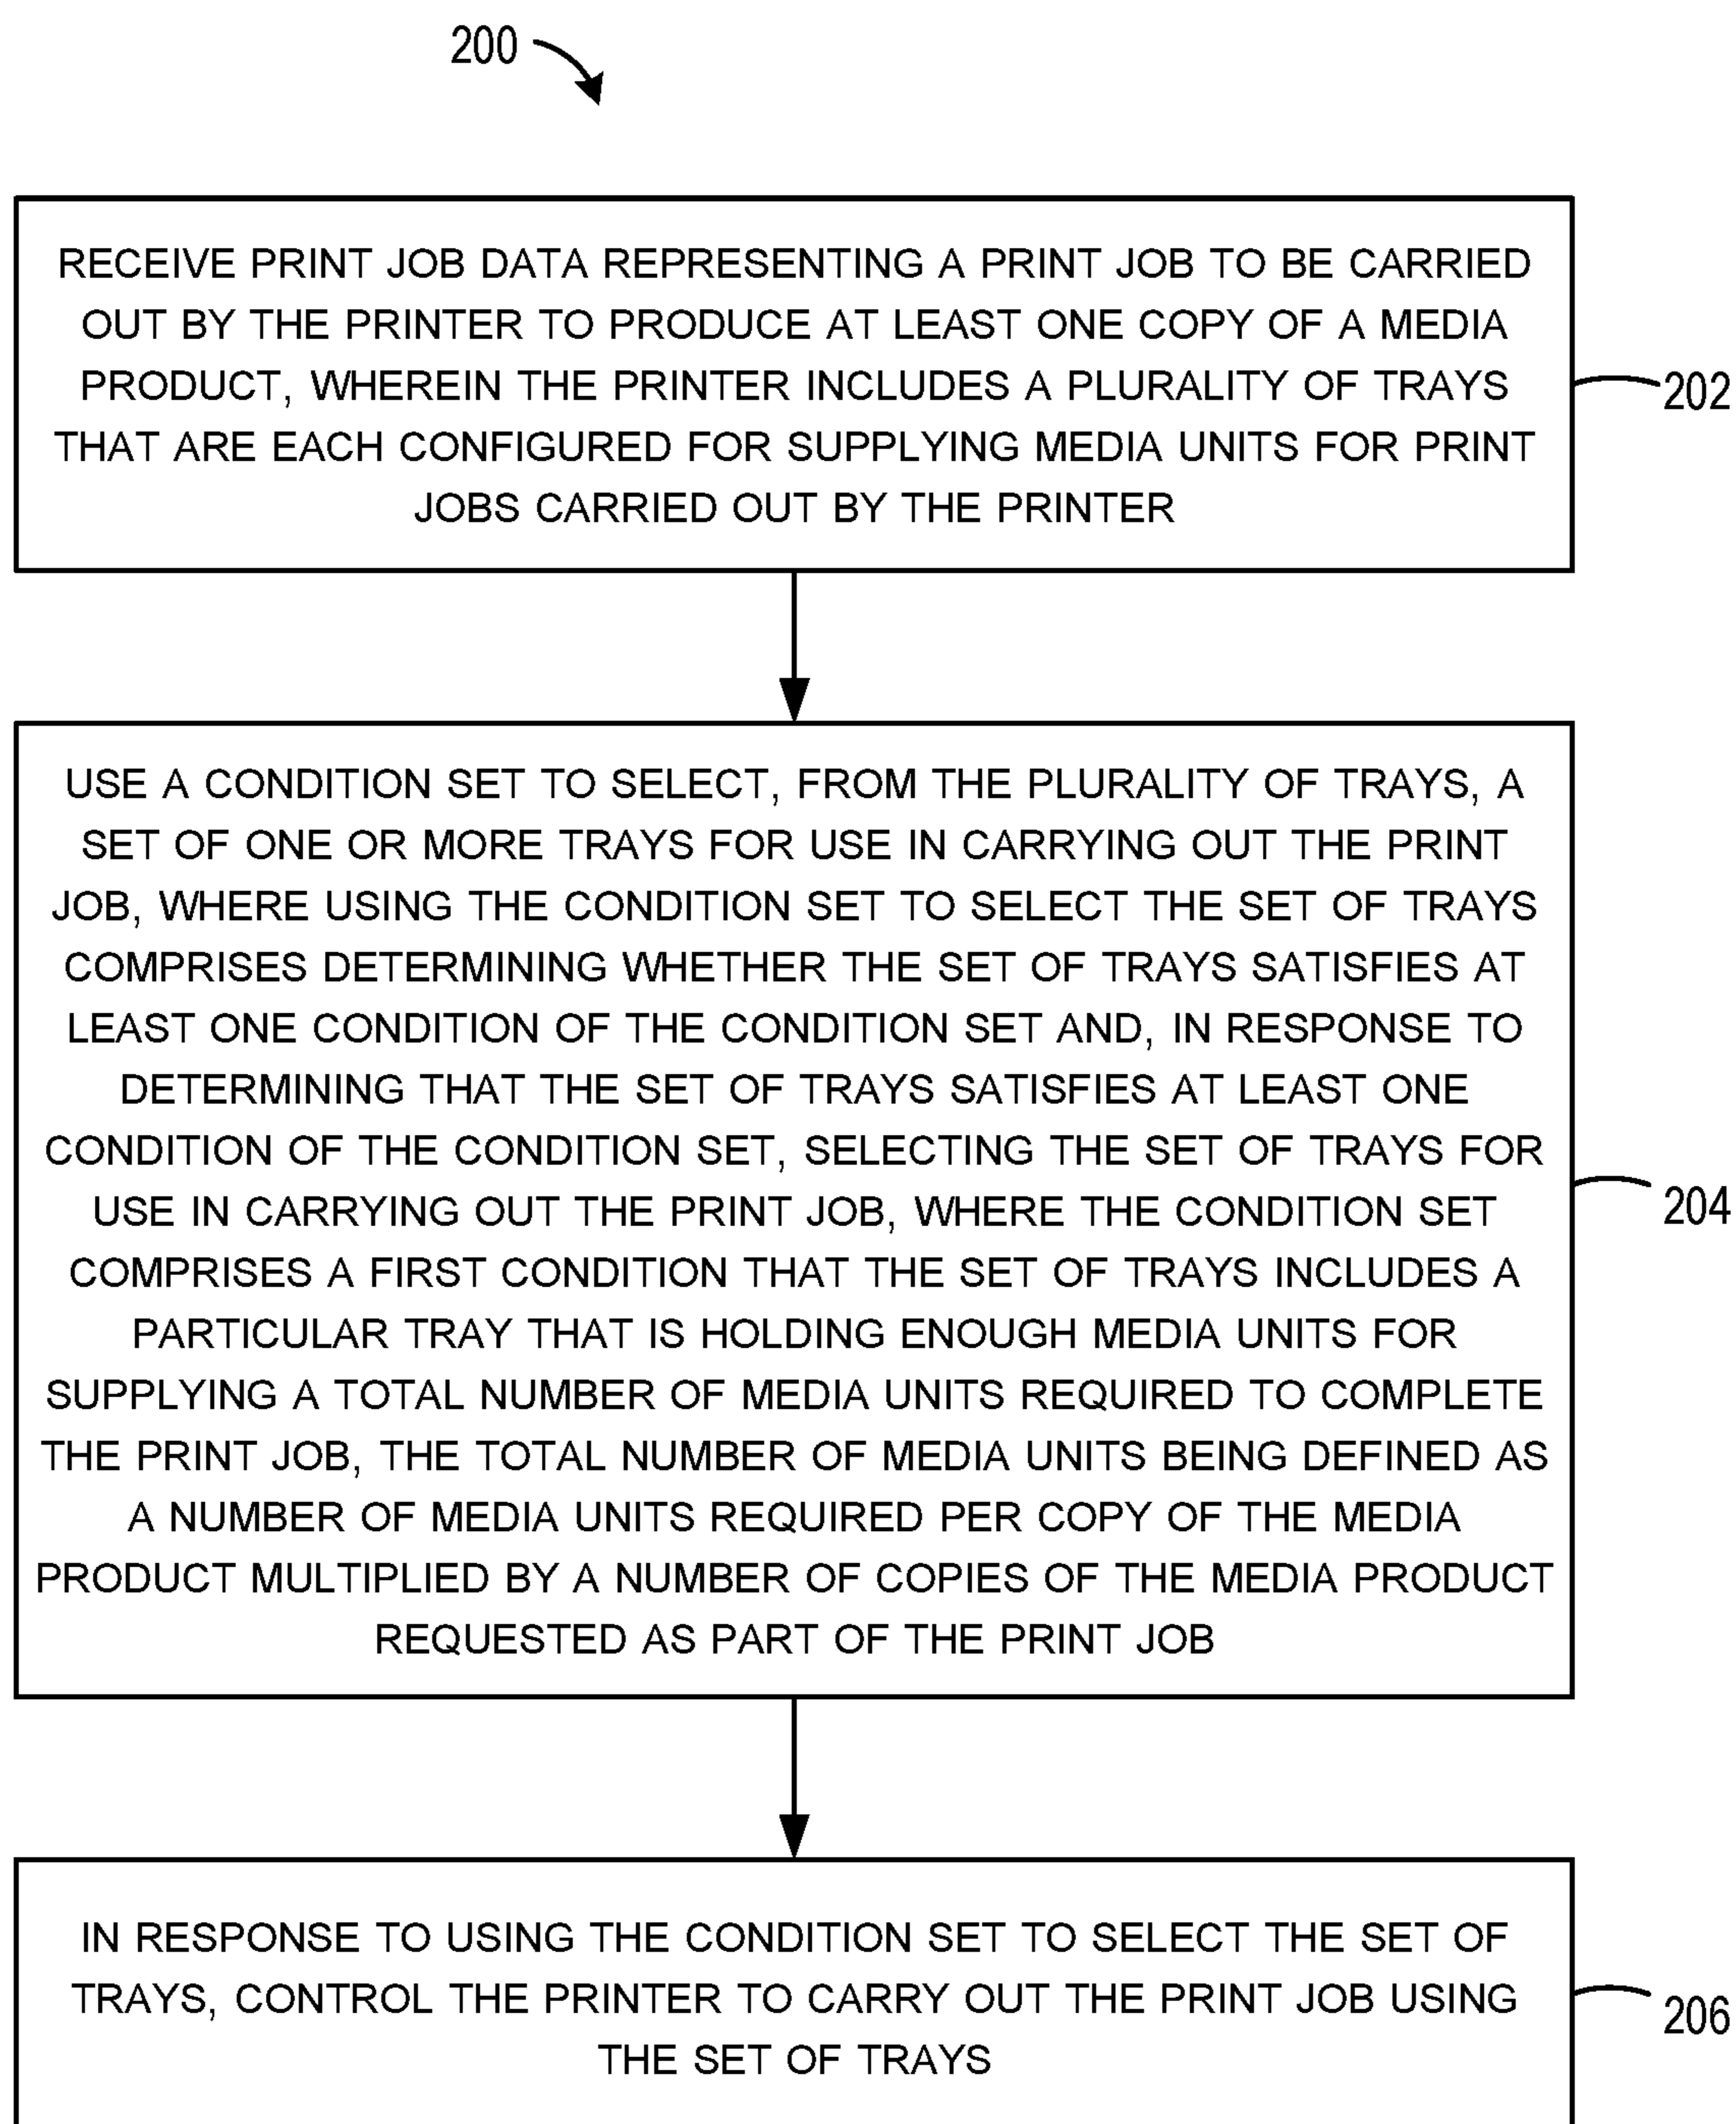 200
RECEIVE PRINT JOB DATA REPRESENTING A PRINT JOB TO BE CARRIED
OUT BY THE PRINTER TO PRODUCE AT LEAST ONE COPY OF A MEDIA
PRODUCT, WHEREIN THE PRINTER INCLUDES A PLURALITY OF TRAYS
THAT ARE EACH CONFIGURED FOR SUPPLYING MEDIA UNITS FOR PRINT
JOBS CARRIED OUT BY THE PRINTER
202
USE A CONDITION SET TO SELECT, FROM THE PLURALITY OF TRAYS, A
SET OF ONE OR MORE TRAYS FOR USE IN CARRYING OUT THE PRINT
JOB, WHERE USING THE CONDITION SET TO SELECT THE SET OF TRAYS
COMPRISES DETERMINING WHETHER THE SET OF TRAYS SATISFIES AT
LEAST ONE CONDITION OF THE CONDITION SET AND, IN RESPONSE TO
DETERMINING THAT THE SET OF TRAYS SATISFIES AT LEAST ONE
CONDITION OF THE CONDITION SET, SELECTING THE SET OF TRAYS FOR
USE IN CARRYING OUT THE PRINT JOB, WHERE THE CONDITION SET
COMPRISES A FIRST CONDITION THAT THE SET OF TRAYS INCLUDES A
PARTICULAR TRAY THAT IS HOLDING ENOUGH MEDIA UNITS FOR
SUPPLYING A TOTAL NUMBER OF MEDIA UNITS REQUIRED TO COMPLETE
THE PRINT JOB, THE TOTAL NUMBER OF MEDIA UNITS BEING DEFINED AS
A NUMBER OF MEDIA UNITS REQUIRED PER COPY OF THE MEDIA
PRODUCT MULTIPLIED BY A NUMBER OF COPIES OF THE MEDIA PRODUCT
REQUESTED AS PART OF THE PRINT JOB
204
IN RESPONSE TO USING THE CONDITION SET TO SELECT THE SET OF
TRAYS, CONTROL THE PRINTER TO CARRY OUT THE PRINT JOB USING
THE SET OF TRAYS
206